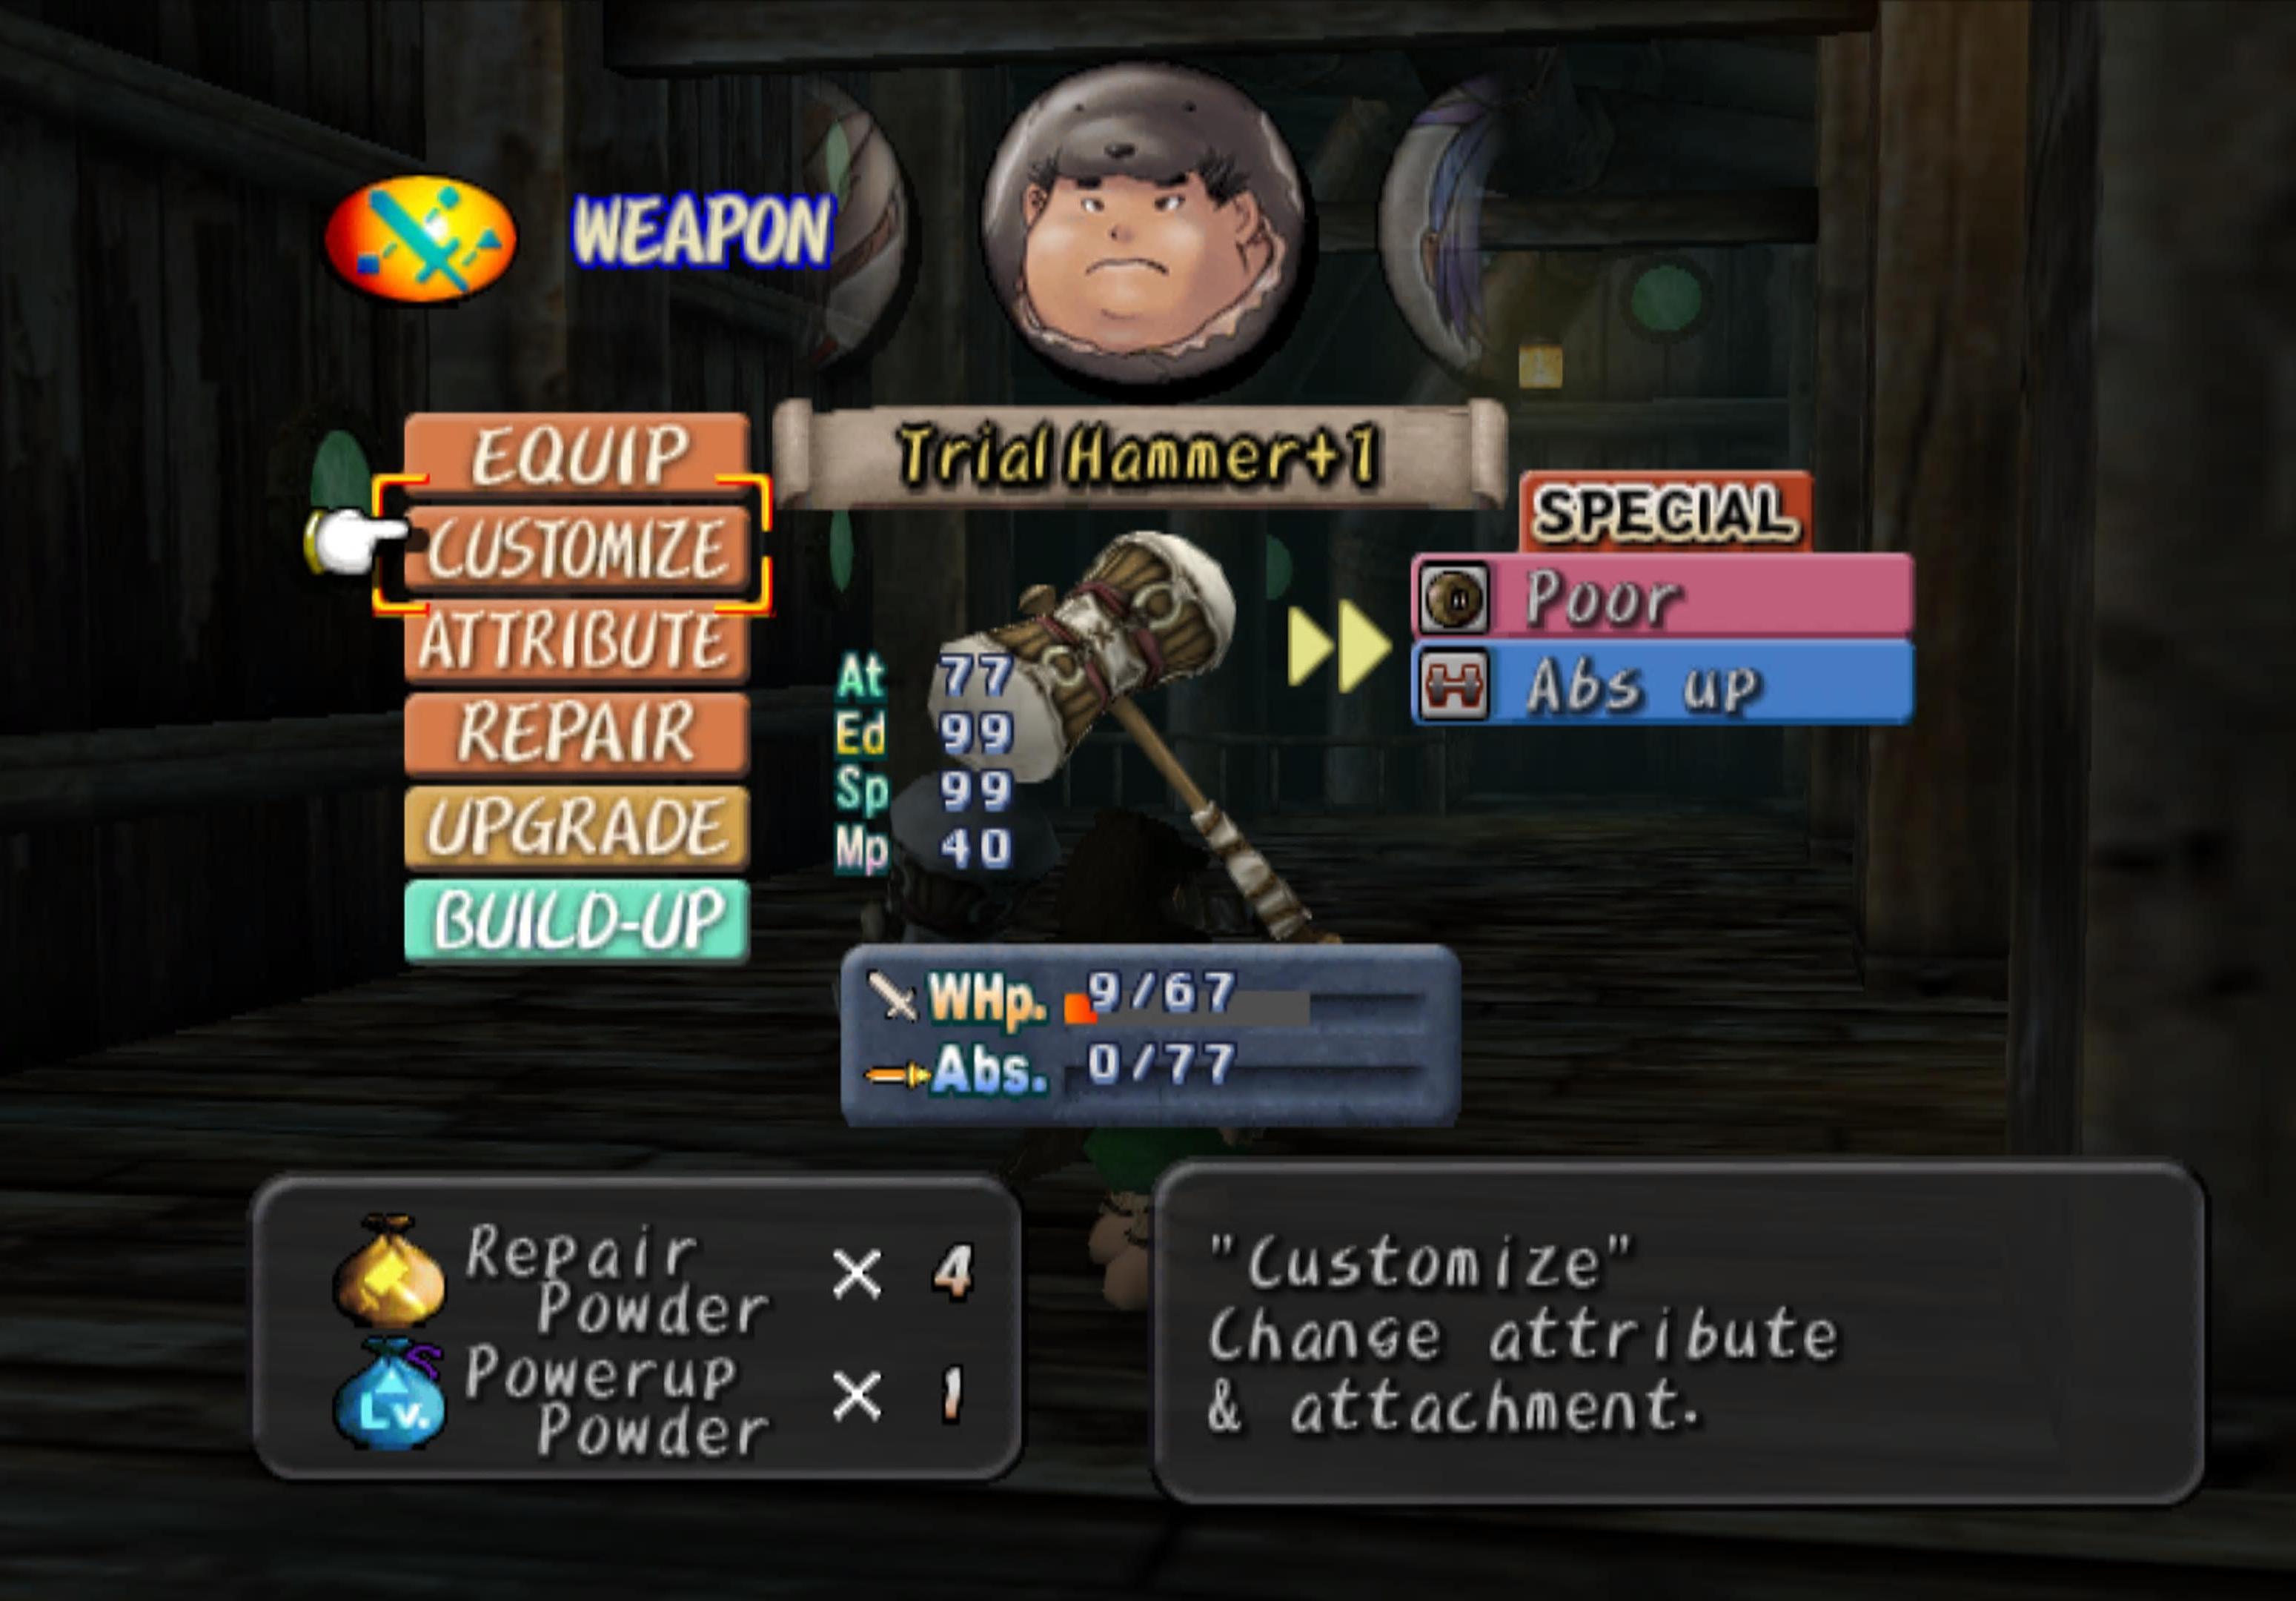 WEAPON
EQUIP
CUSTOMIZE
ATTRIBUTE
REPAIR
UPGRADE
BUILD-UP
Trial Hammer+1
At 77
Ed 99
Sp 99
Mp 40
SPECIAL
Poor
Abs up
WHp. 9/67
Abs. 0/77
Repair
Powder × 4
Lv.
Powerup
Powder × 1
"Customize"
Change attribute
& attachment.